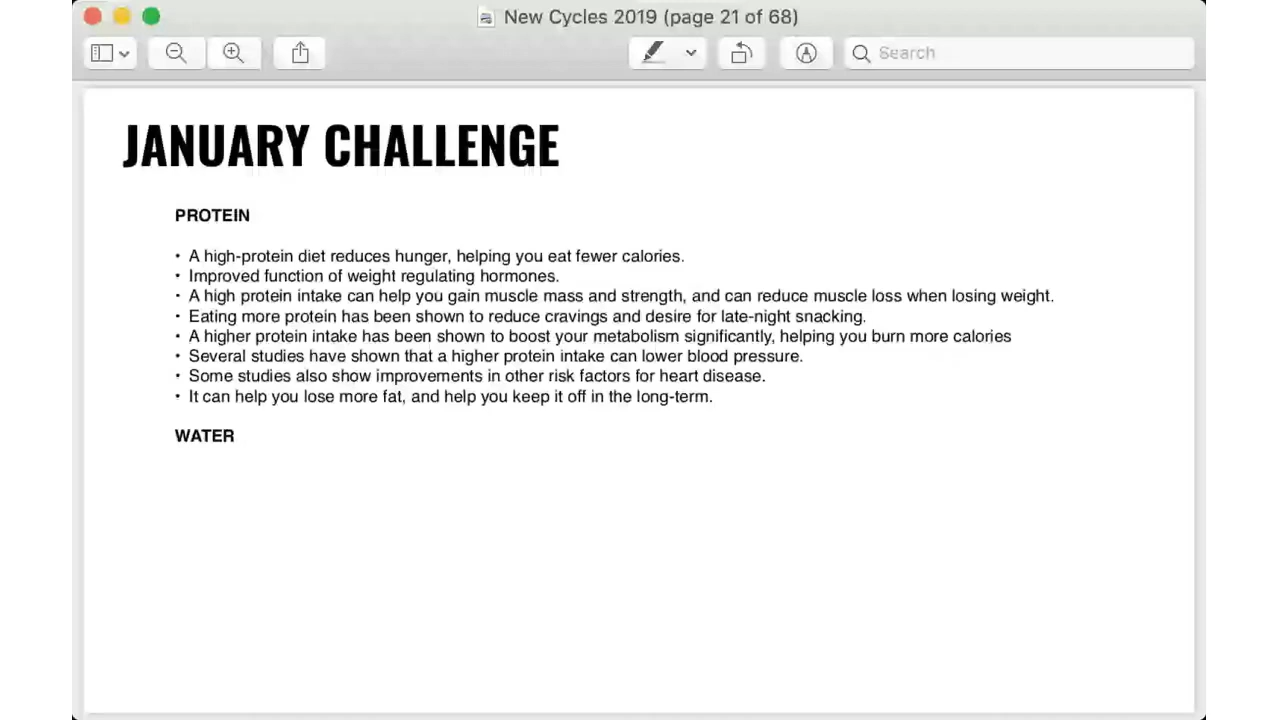 New Cycles 2019 (page 21 of 68)
Search
JANUARY CHALLENGE
PROTEIN
• A high-protein diet reduces hunger, helping you eat fewer calories.
• Improved function of weight regulating hormones.
• A high protein intake can help you gain muscle mass and strength, and can reduce muscle loss when losing weight.
• Eating more protein has been shown to reduce cravings and desire for late-night snacking.
• A higher protein intake has been shown to boost your metabolism significantly, helping you burn more calories
• Several studies have shown that a higher protein intake can lower blood pressure.
• Some studies also show improvements in other risk factors for heart disease.
• It can help you lose more fat, and help you keep it off in the long-term.
WATER